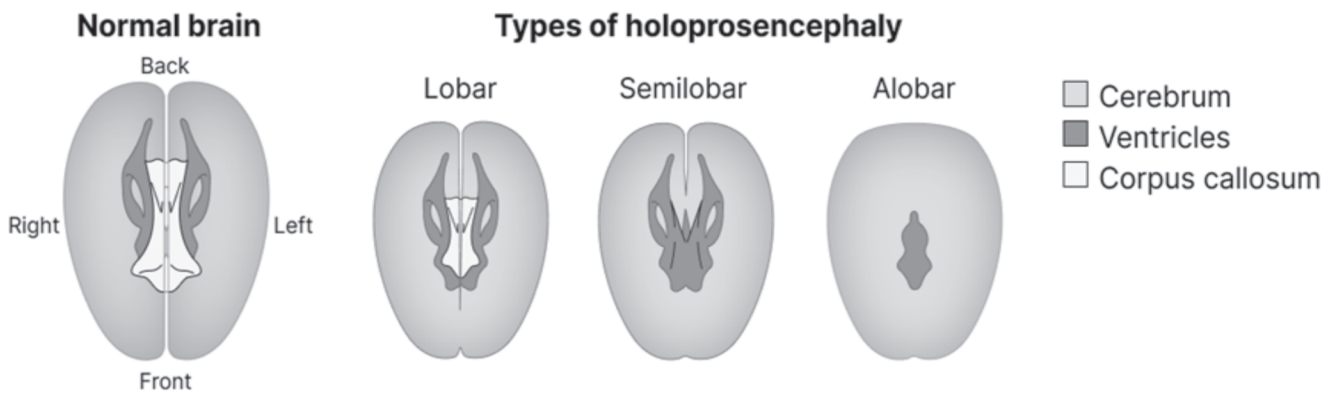 Normal brain
Back
Right
Left
Front
Types of holoprosencephaly
Lobar
Semilobar
Alobar
Cerebrum
Ventricles
Corpus callosum